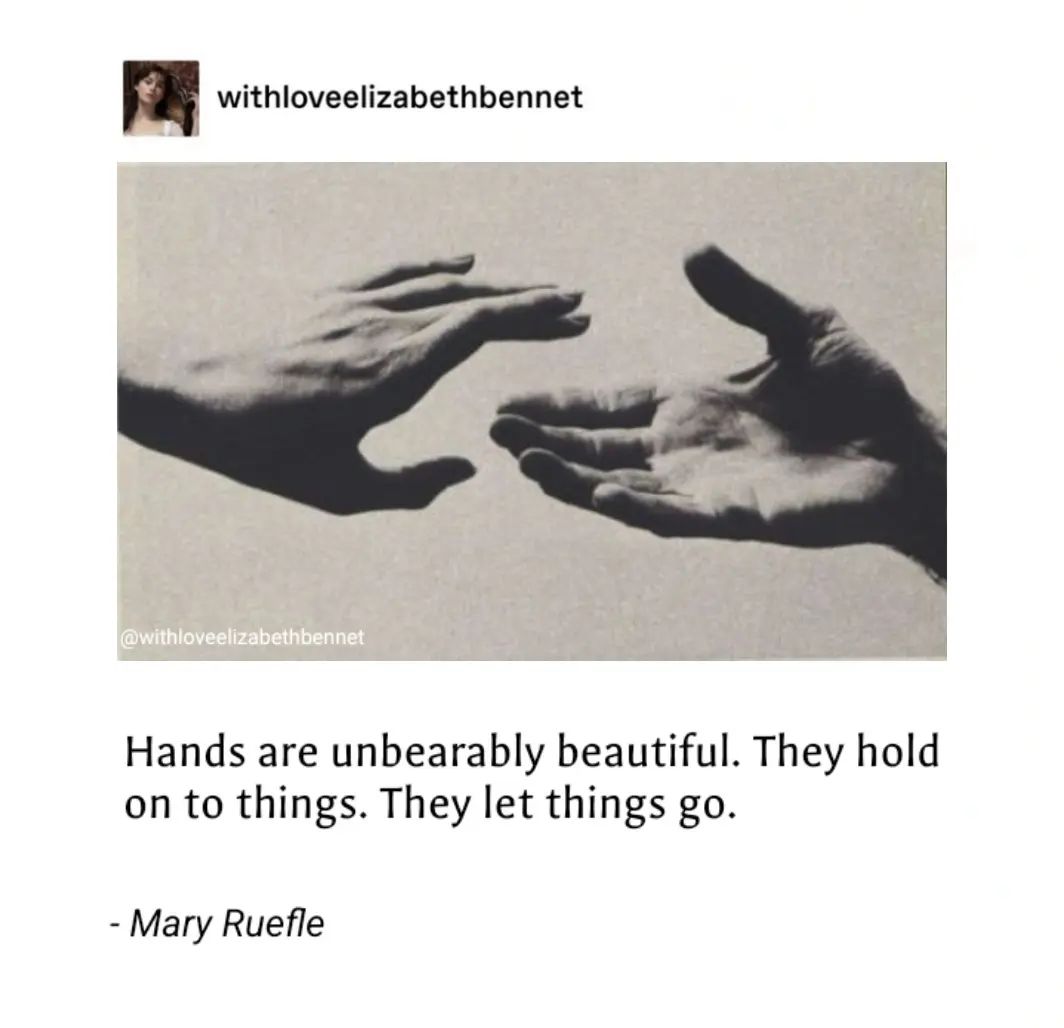 withloveelizabethbennet
@withloveelizabethbennet
Hands are unbearably beautiful. They hold
on to things. They let things go.
- Mary Ruefle